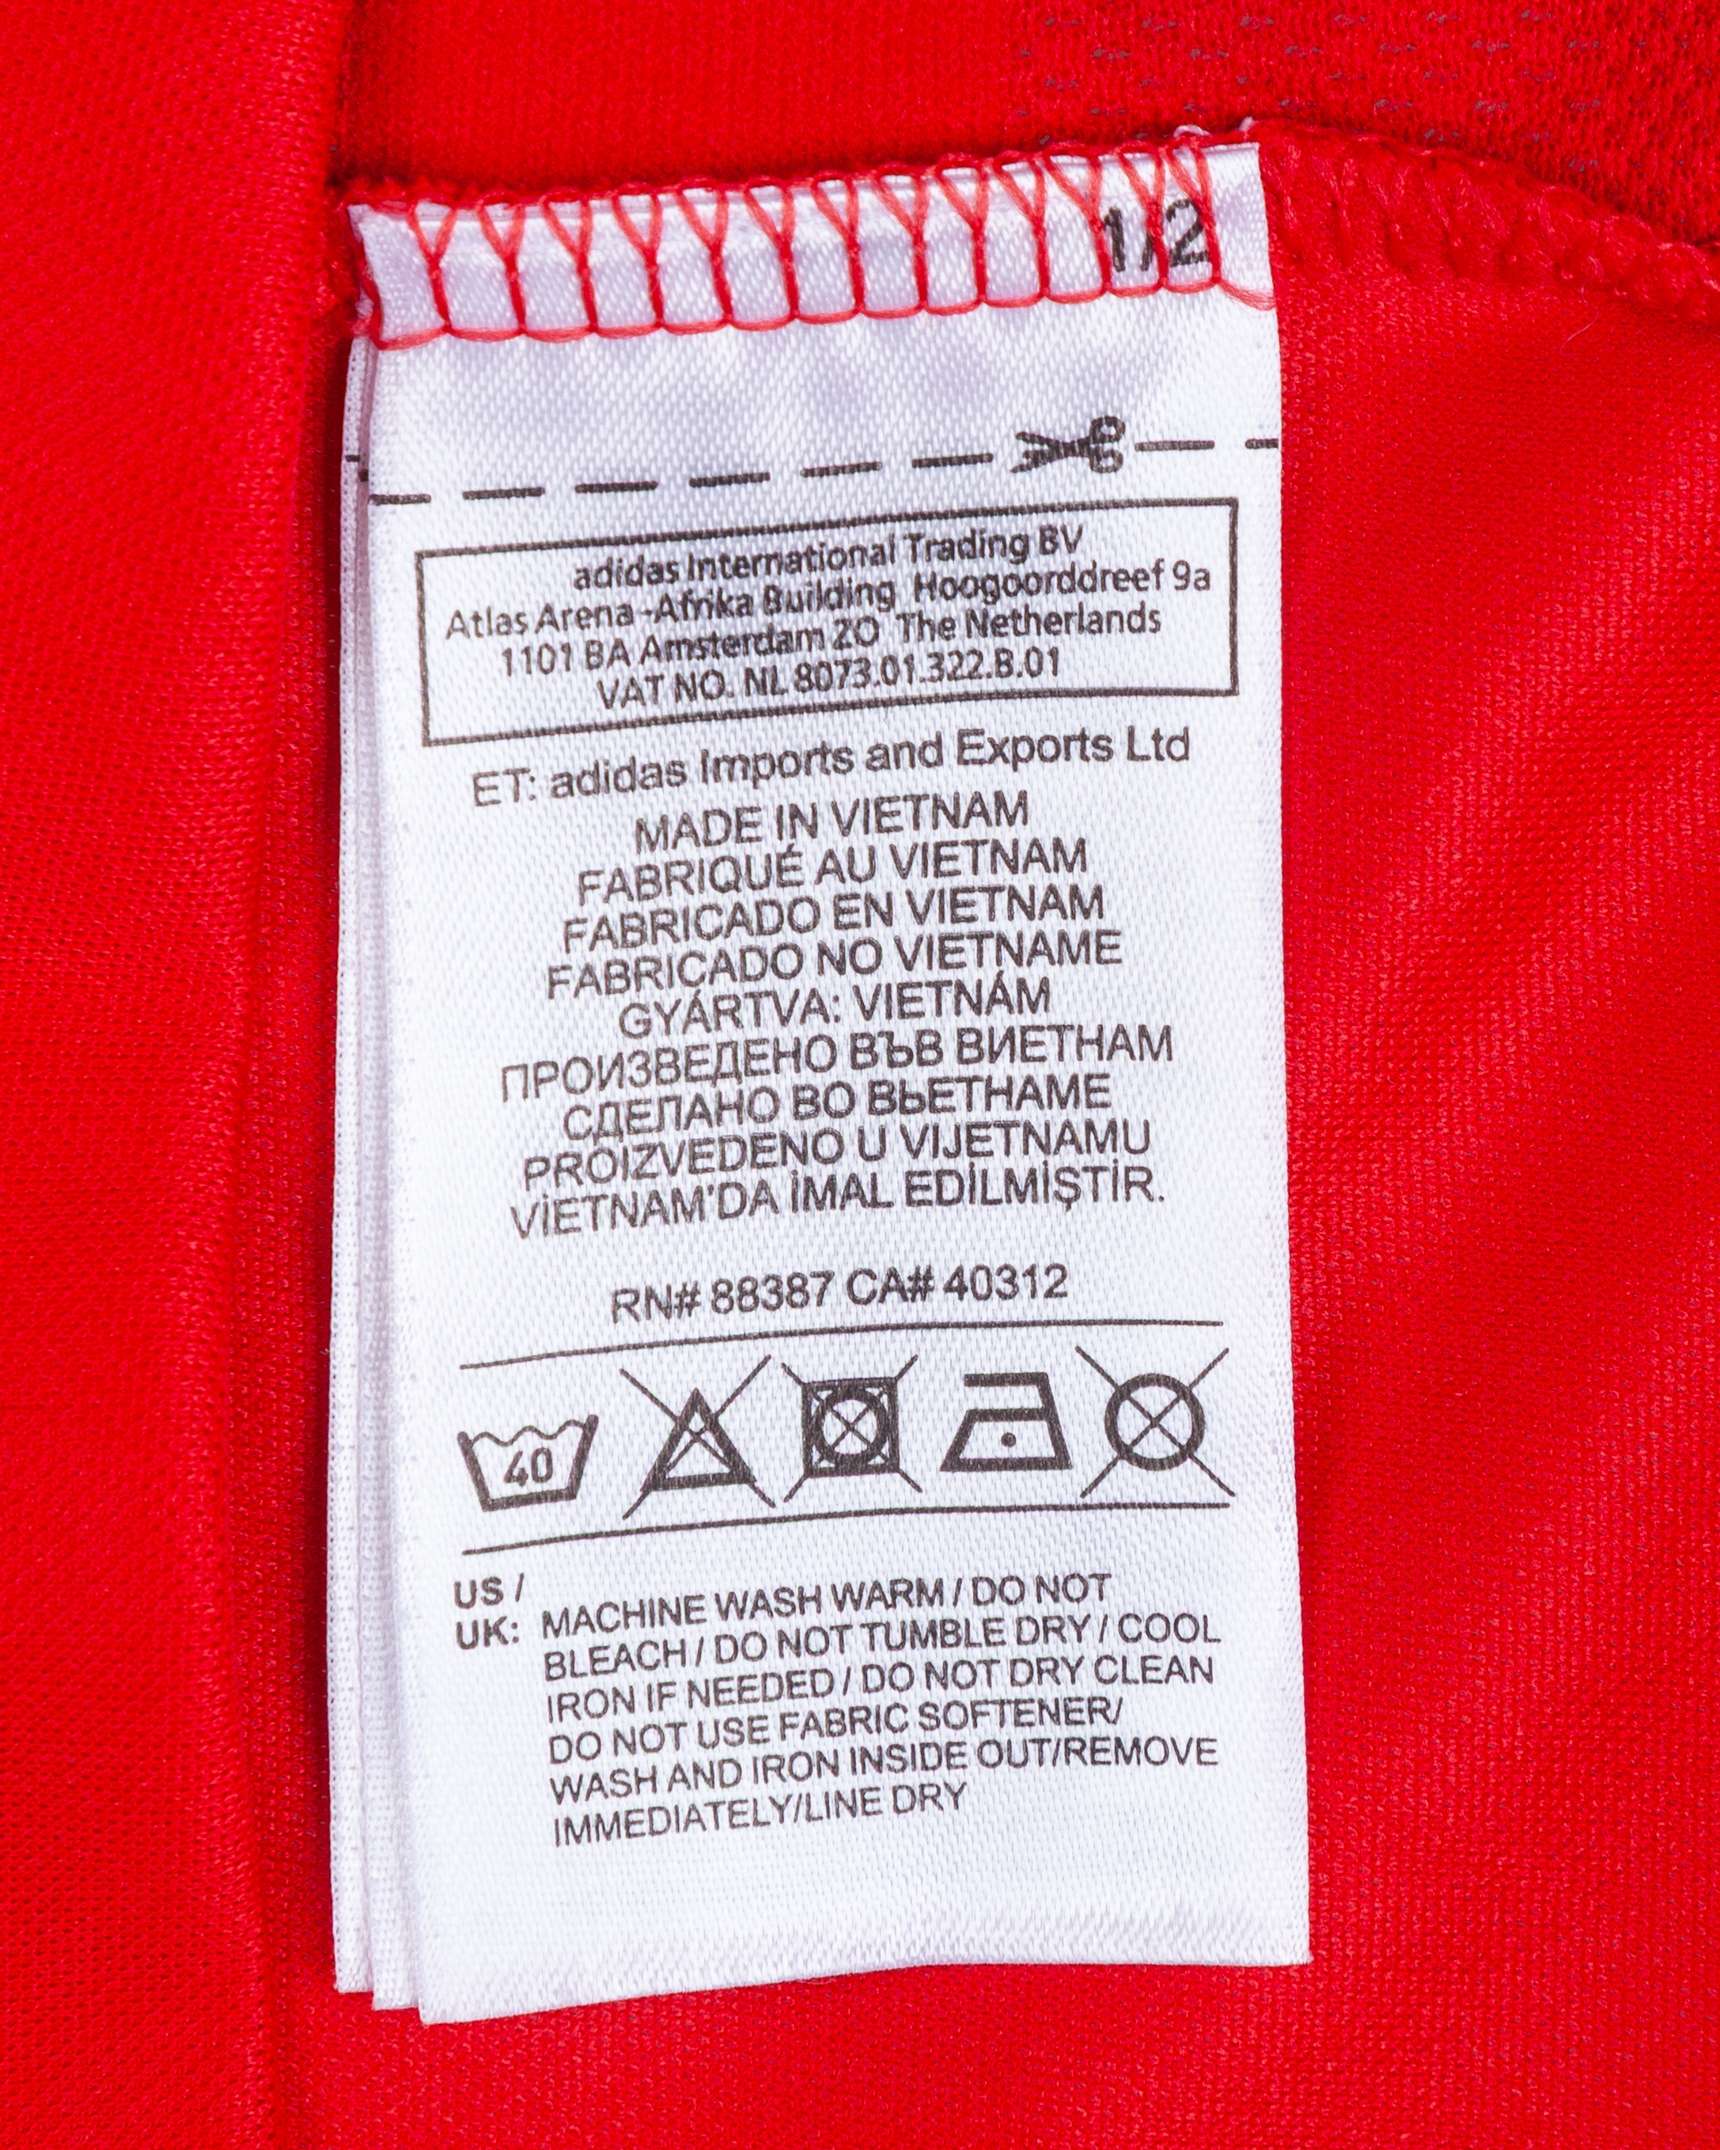 1/2
adidas International Trading BV
Atlas Arena -Afrika Building Hoogoorddreef 9a
1101 BA Amsterdam ZO The Netherlands
VAT NO. NL 8073.01.322.B.01
ET: adidas Imports and Exports Ltd
MADE IN VIETNAM
FABRIQUÉ AU VIETNAM
FABRICADO EN VIETNAM
FABRICADO NO VIETNAME
GYÁRTVA: VIETNÁM
ПРОИЗВЕДЕНО ВЪВ ВИЕТНАМ
СДЕЛАНО ВО ВЬЕТНАМЕ
PROIZVEDENO U VIJETNAMU
VİETNAM'DA İMAL EDİLMİŞTİR.
RN# 88387 CA# 40312
40
US /
UK: MACHINE WASH WARM / DO NOT
BLEACH / DO NOT TUMBLE DRY / COOL
IRON IF NEEDED / DO NOT DRY CLEAN
DO NOT USE FABRIC SOFTENER/
WASH AND IRON INSIDE OUT/REMOVE
IMMEDIATELY/LINE DRY